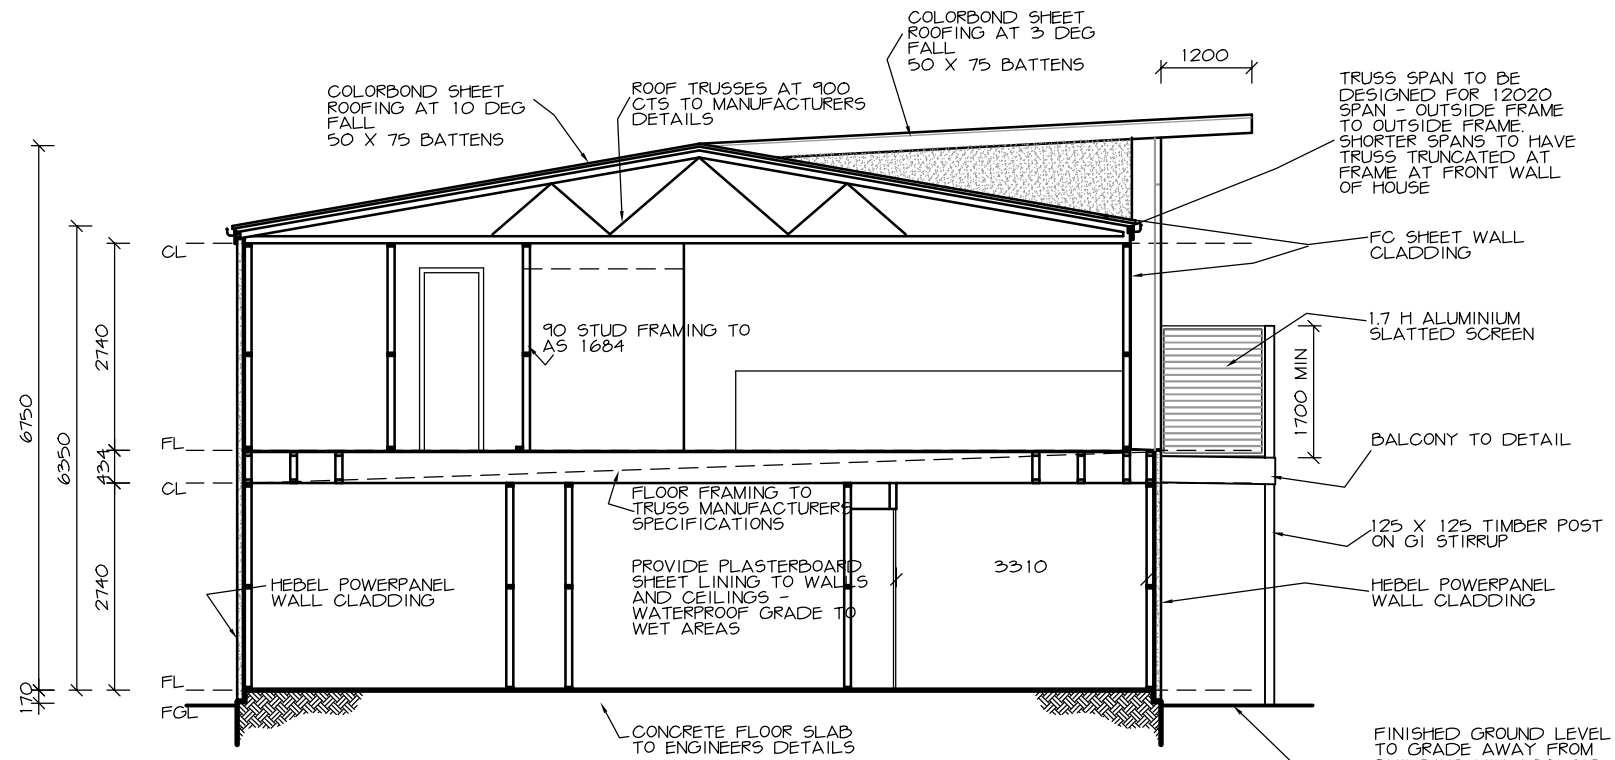 COLORBOND SHEET
ROOFING AT 3 DEG
FALL
50 X 75 BATTENS
1200
COLORBOND SHEET
ROOFING AT 10 DEG
FALL
50 X 75 BATTENS
ROOF TRUSSES AT 900
CTS TO MANUFACTURERS
DETAILS
TRUSS SPAN TO BE
DESIGNED FOR 12020
SPAN - OUTSIDE FRAME
TO OUTSIDE FRAME.
SHORTER SPANS TO HAVE
TRUSS TRUNCATED AT
FRAME AT FRONT WALL
OF HOUSE
FC SHEET WALL
CLADDING
CL
1.7 H ALUMINIUM
SLATTED SCREEN
90 STUD FRAMING TO
AS 1684
2740
1700 MIN
6750
6350
FL
BALCONY TO DETAIL
434
CL
FLOOR FRAMING TO
TRUSS MANUFACTURERS
SPECIFICATIONS
125 X 125 TIMBER POST
ON GI STIRRUP
PROVIDE PLASTERBOARD
SHEET LINING TO WALLS
AND CEILINGS -
WATERPROOF GRADE TO
WET AREAS
3310
2740
HEBEL POWERPANEL
WALL CLADDING
HEBEL POWERPANEL
WALL CLADDING
FL
170
FGL
CONCRETE FLOOR SLAB
TO ENGINEERS DETAILS
FINISHED GROUND LEVEL
TO GRADE AWAY FROM